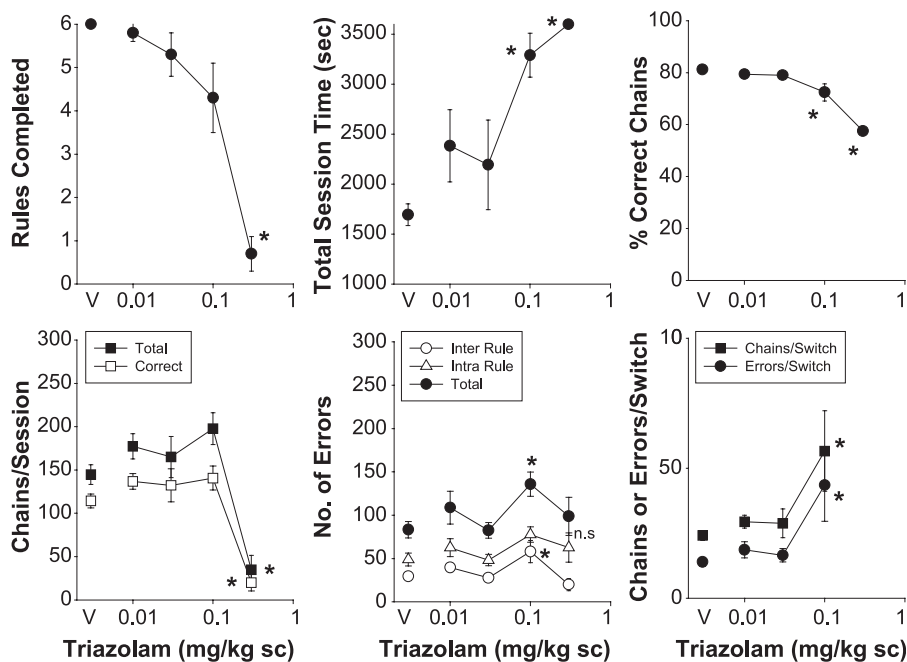 Rules Completed
6
5
4
3
2
1
0
*
V 0.01 0.1 1
Total Session Time (sec)
3500
3000
2500
2000
1500
1000
* *
V 0.01 0.1 1
% Correct Chains
100
80
60
40
20
0
*
*
V 0.01 0.1 1
Chains/Session
300
250
200
150
100
50
0
Total
Correct
* *
V 0.01 0.1 1
Triazolam (mg/kg sc)
No. of Errors
300
250
200
150
100
50
0
Inter Rule
Intra Rule
Total
*
n.s
*
V 0.01 0.1 1
Triazolam (mg/kg sc)
Chains or Errors/Switch
10
50
0
Chains/Switch
Errors/Switch
*
*
V 0.01 0.1 1
Triazolam (mg/kg sc)